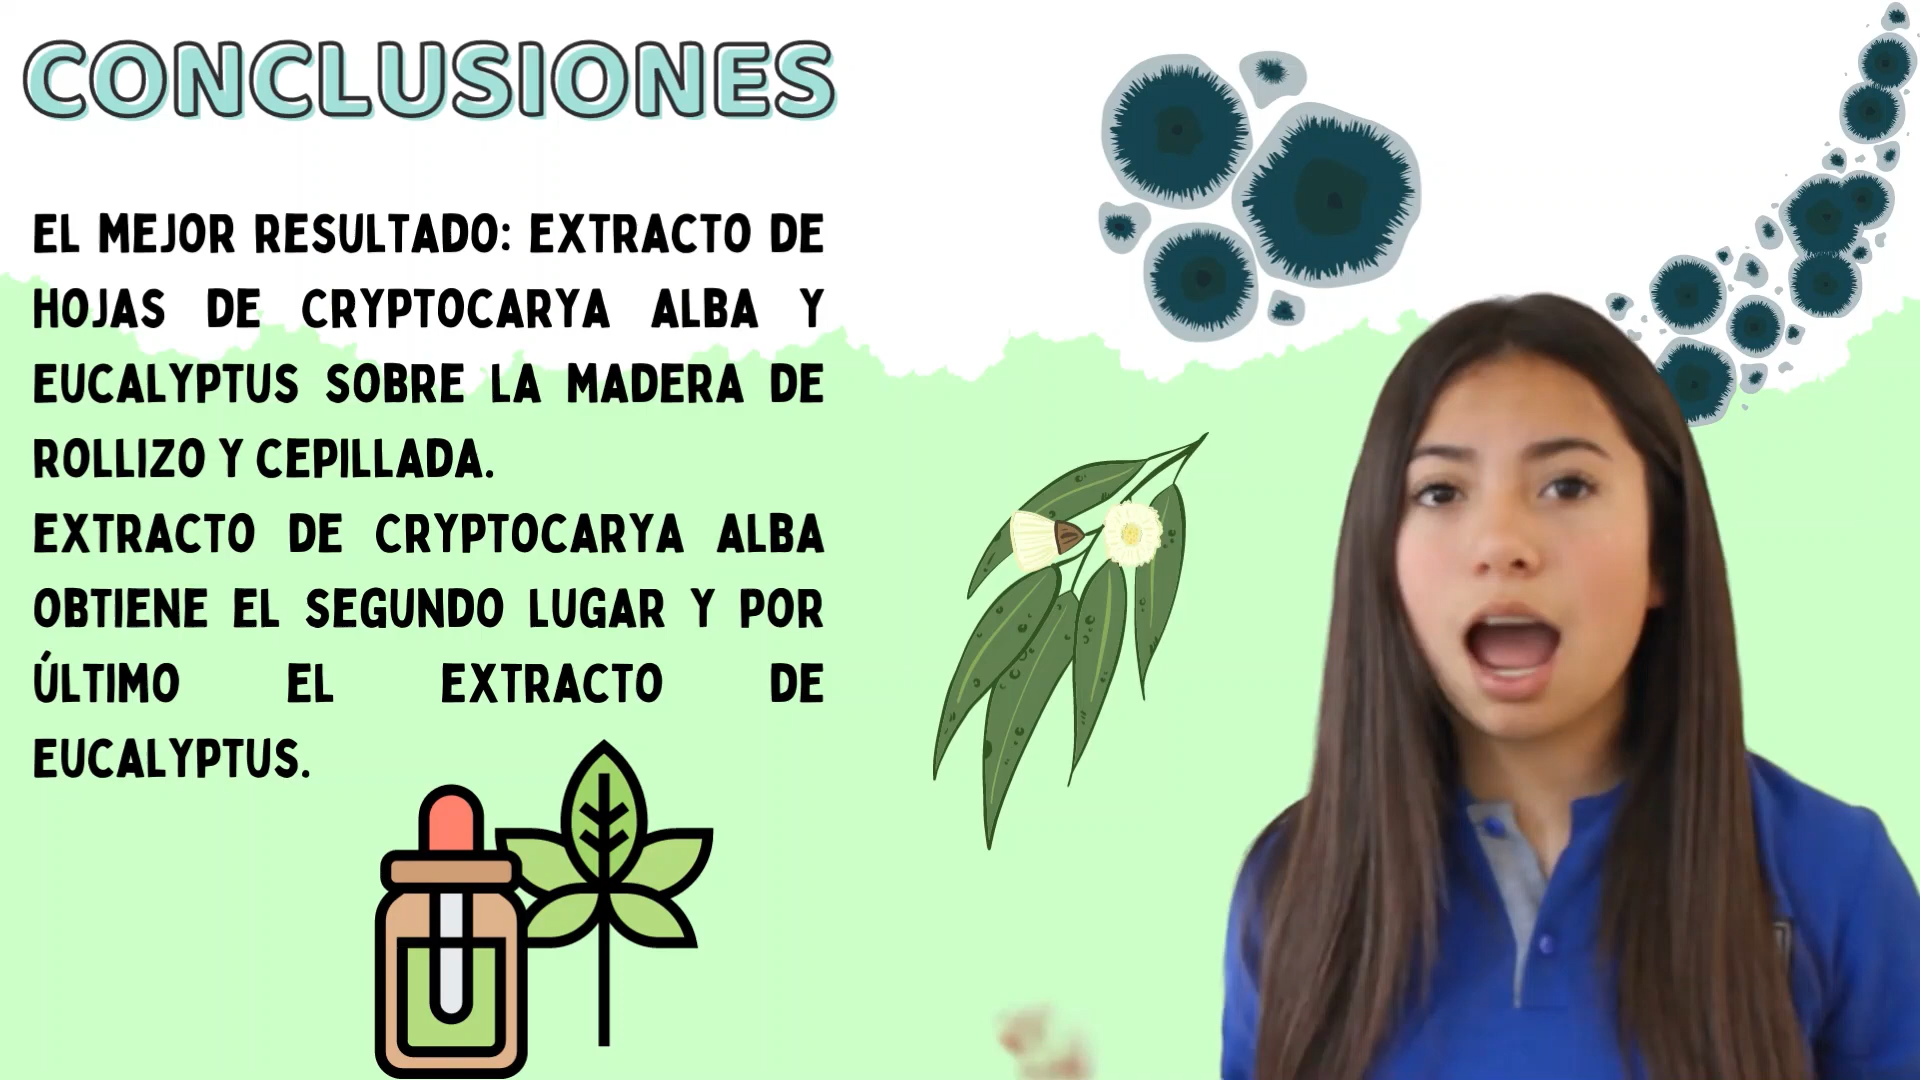 CONCLUSIONES
EL MEJOR RESULTADO: EXTRACTO DE
HOJAS DE CRYPTOCARYA ALBA Y
EUCALYPTUS SOBRE LA MADERA DE
ROLLIZO Y CEPILLADA.
EXTRACTO DE CRYPTOCARYA ALBA
OBTIENE EL SEGUNDO LUGAR Y POR
ÚLTIMO EL EXTRACTO DE
EUCALYPTUS.